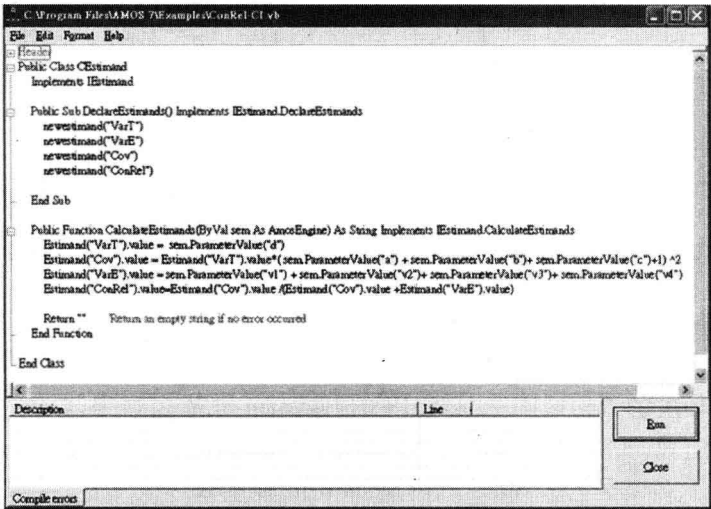 C:\Program Files\AMOS 7\Examples\ConRel-CI.vb
File Edit Format Help
Header
Public Class CEstimand
Implements IEstimand
Public Sub DeclareEstimands() Implements IEstimand.DeclareEstimands
newestimand("VarT")
newestimand("VarE")
newestimand("Cov")
newestimand("ConRel")
End Sub
Public Function CalculateEstimands(ByVal sem As AmosEngine) As String Implements IEstimand.CalculateEstimands
Estimand("VarT").value = sem.ParameterValue("d")
Estimand("Cov").value = Estimand("VarT").value*( sem.ParameterValue("a") + sem.ParameterValue("b")+ sem.ParameterValue("c")+1) ^2
Estimand("VarE").value = sem.ParameterValue("v1") + sem.ParameterValue("v2")+ sem.ParameterValue("v3")+ sem.ParameterValue("v4")
Estimand("ConRel").value=Estimand("Cov").value /(Estimand("Cov").value +Estimand("VarE").value)
Return "" 'Return an empty string if no error occurred
End Function
End Class
Description Line
Run
Close
Compile errors